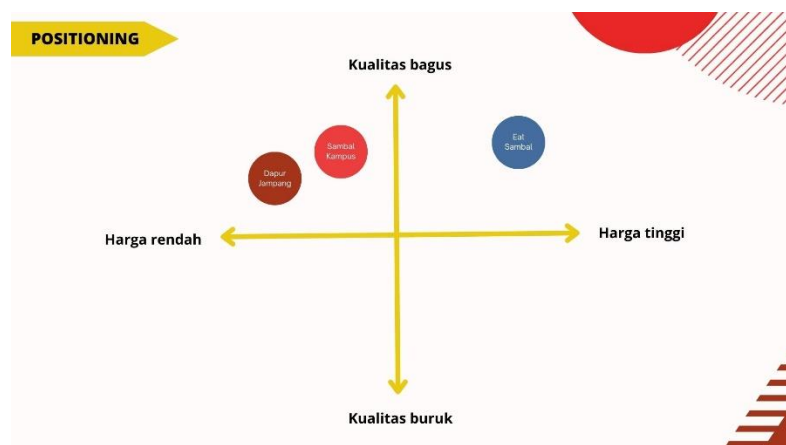 POSITIONING
Kualitas bagus
Sambal
Kampus
Eat
Sambal
Dapur
Jampang
Harga rendah
Harga tinggi
Kualitas buruk